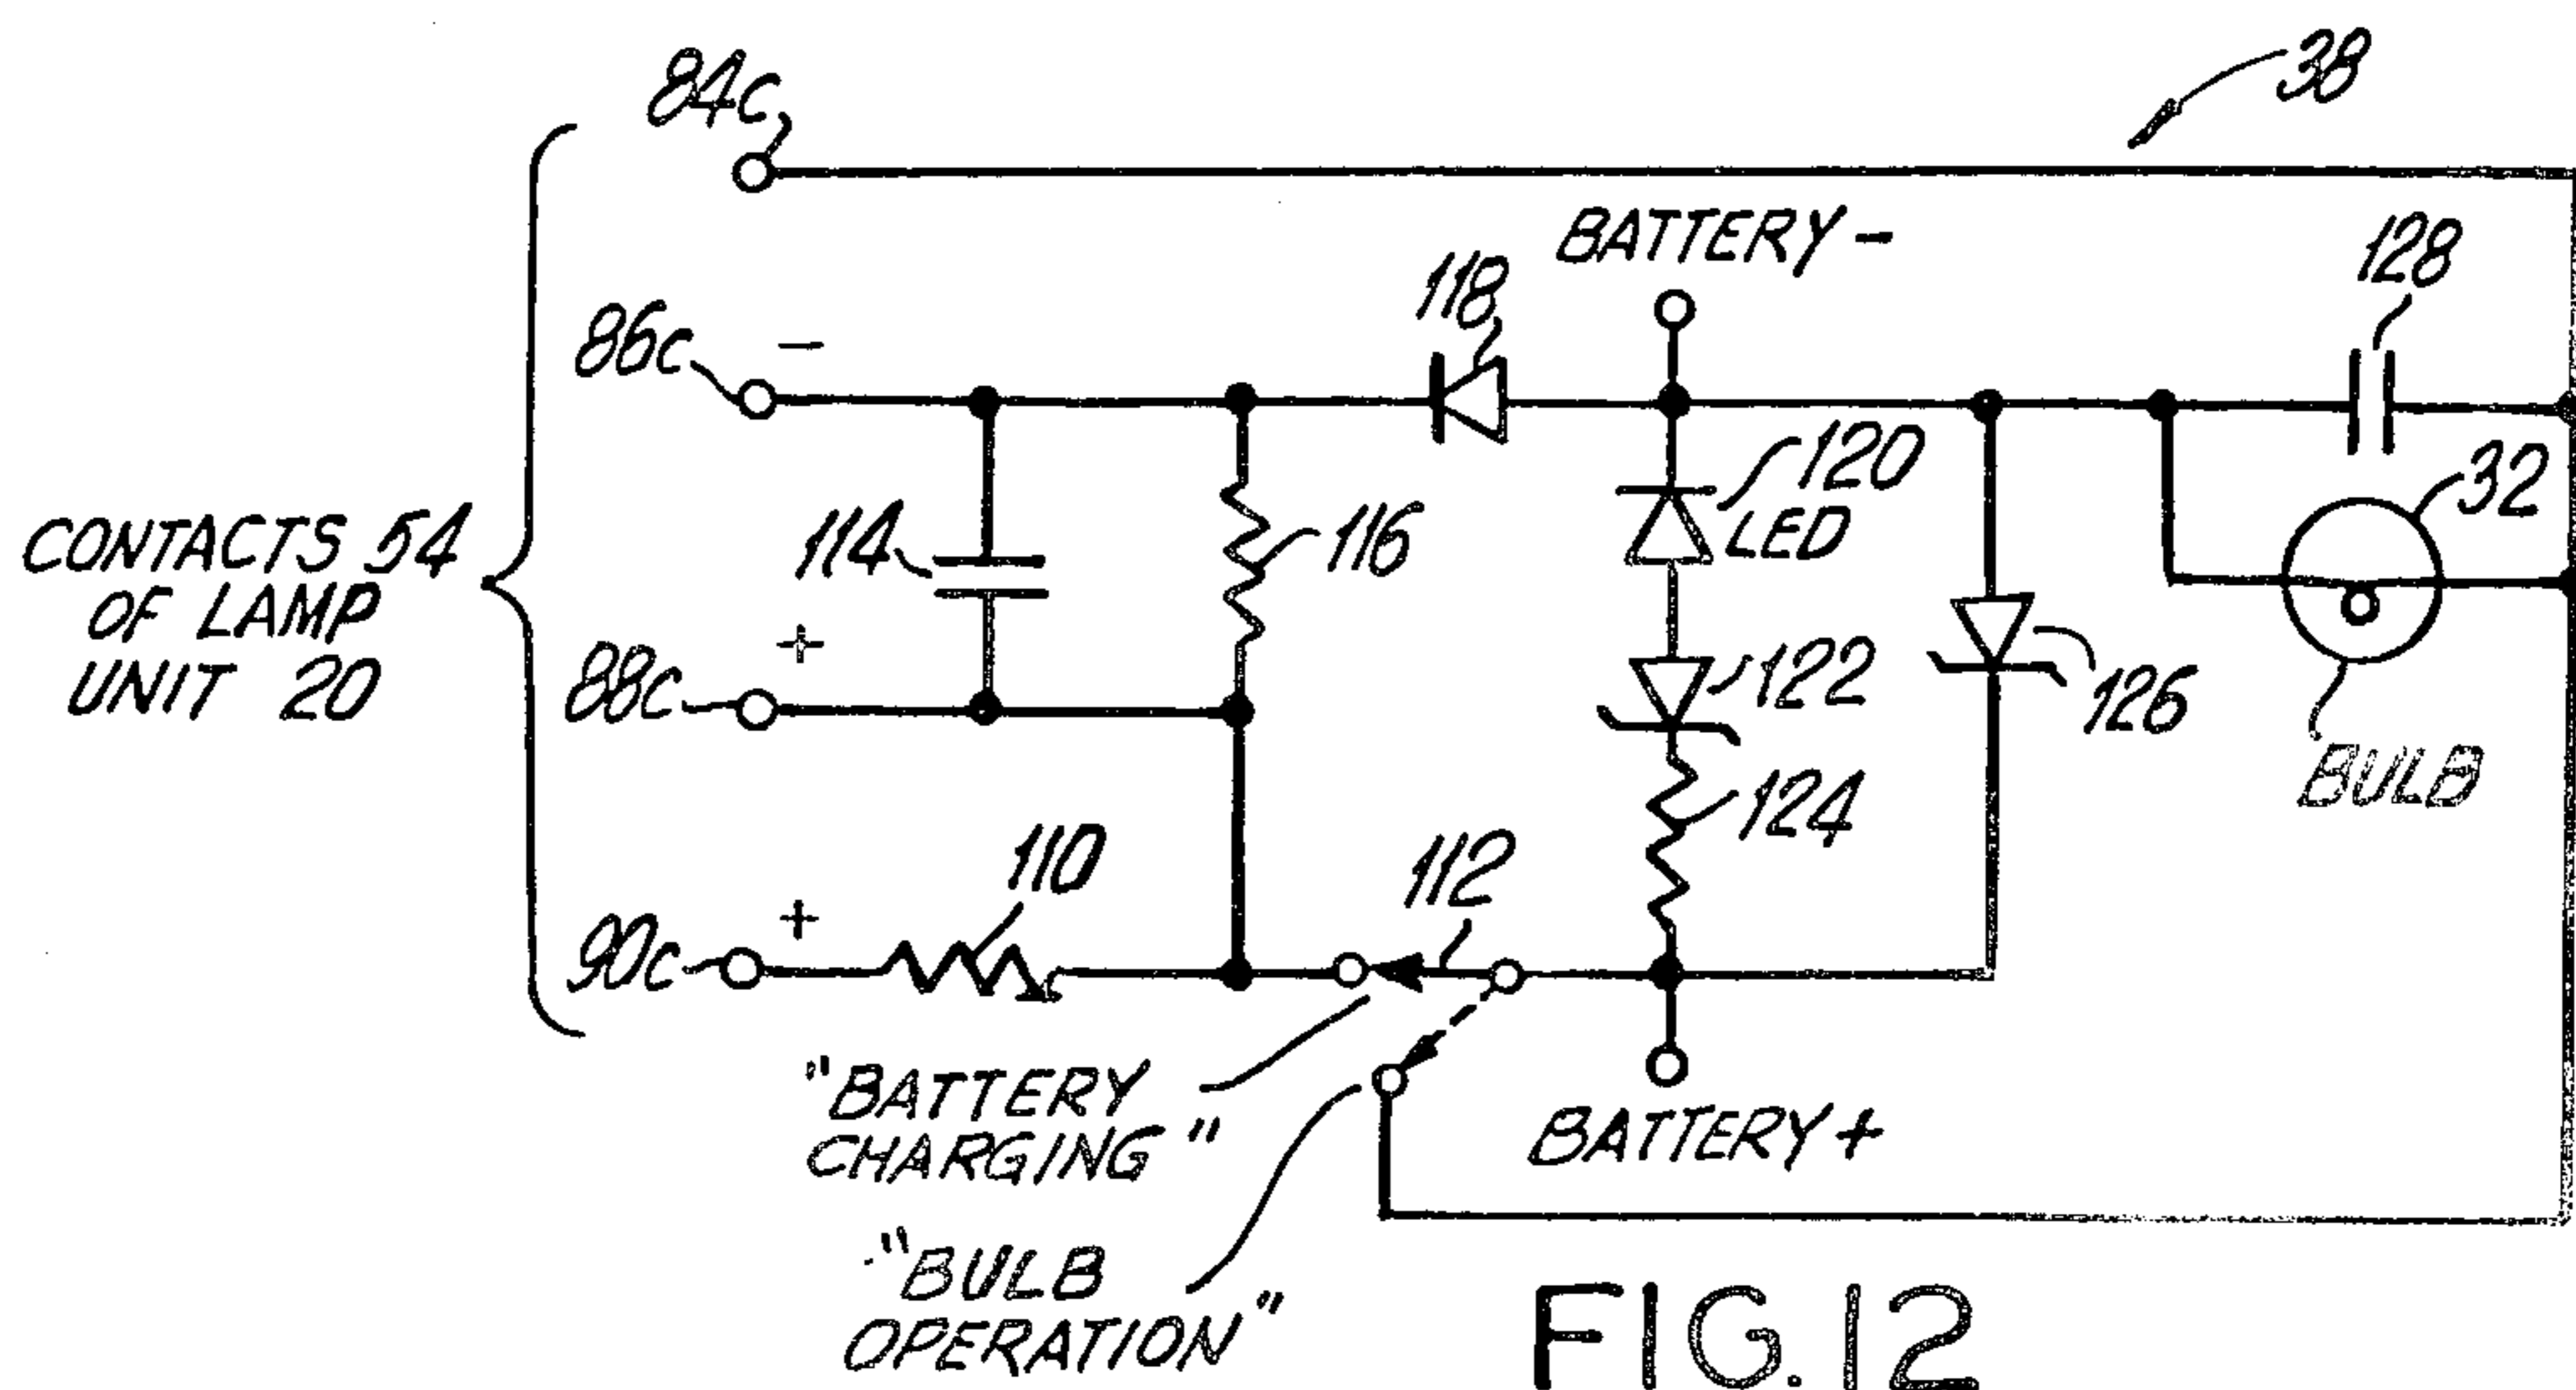 84c
38
BATTERY -
118
128
86c
-
120
LED
32
CONTACTS 54
OF LAMP
UNIT 20
114
116
+
88c
122
126
BULB
124
110
112
+
90c
"BATTERY
CHARGING"
BATTERY +
"BULB
OPERATION"
FIG.12